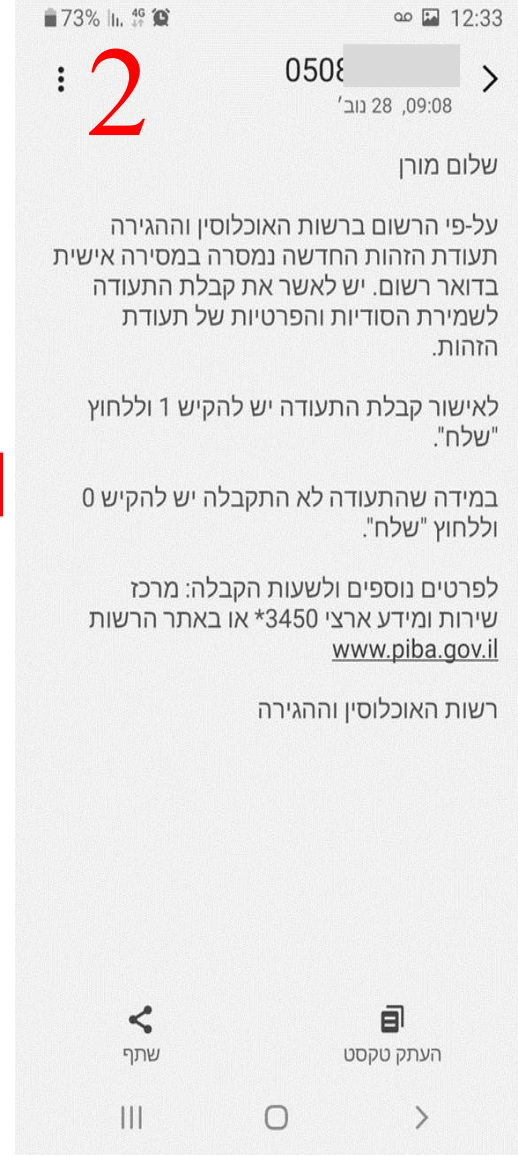 73% 4G 12:33
2
0508
09:08, 28 נוב׳
שלום מורן
על-פי הרשום ברשות האוכלוסין וההגירה
תעודת הזהות החדשה נמסרה במסירה אישית
בדואר רשום. יש לאשר את קבלת התעודה
לשמירת הסודיות והפרטיות של תעודת
הזהות.
לאישור קבלת התעודה יש להקיש 1 וללחוץ
"שלח".
במידה שהתעודה לא התקבלה יש להקיש 0
וללחוץ "שלח".
לפרטים נוספים ולשעות הקבלה: מרכז
שירות ומידע ארצי 3450* או באתר הרשות
www.piba.gov.il
רשות האוכלוסין וההגירה
העתק טקסט
שתף